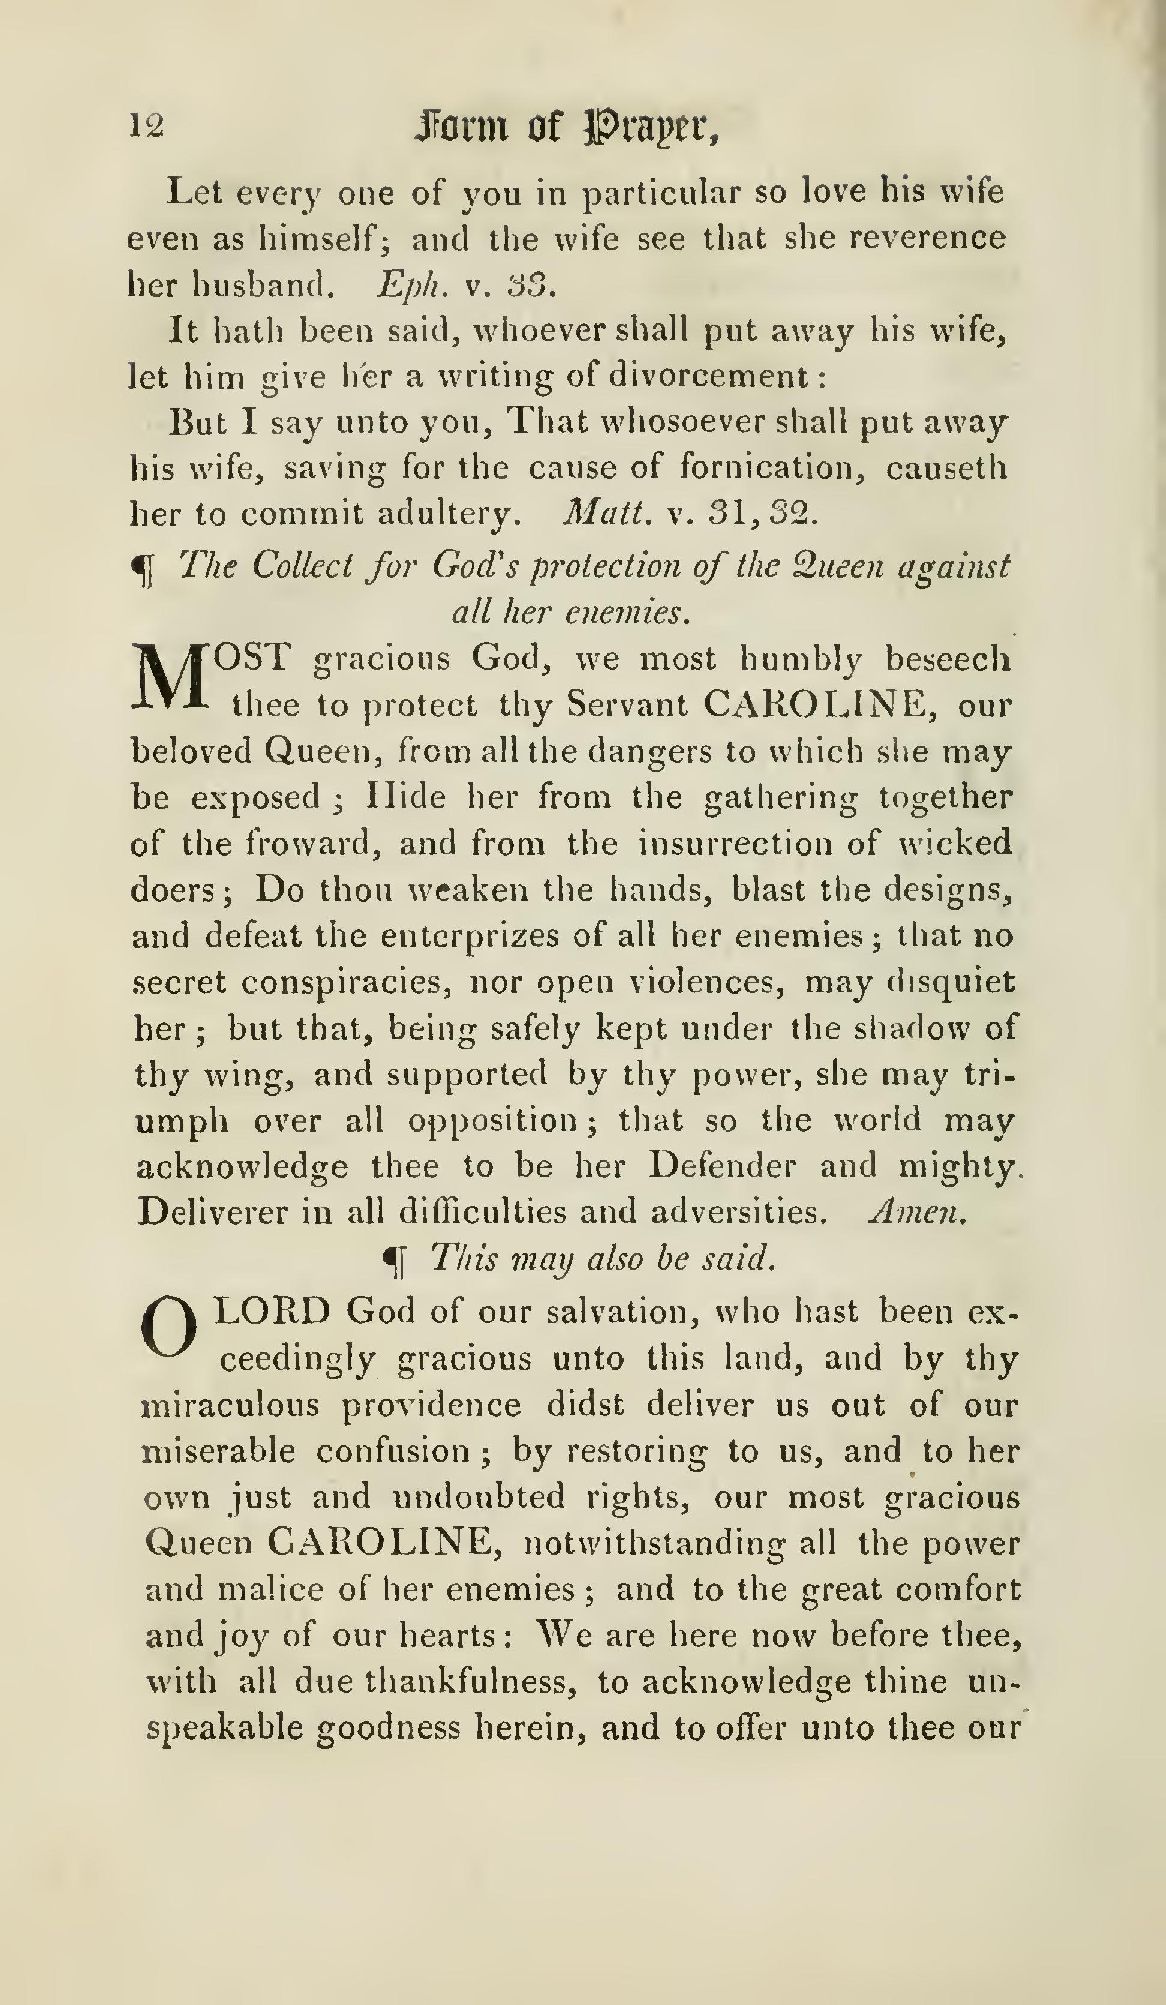 12 Form of Prayer,
Let every one of you in particular so love his wife
even as himself; and the wife see that she reverence
her husband. Eph. v. 33.
It hath been said, whoever shall put away his wife,
let him give her a writing of divorcement :
But I say unto you, That whosoever shall put away
his wife, saving for the cause of fornication, causeth
her to commit adultery. Matt. v. 31, 32.
¶ The Collect for God's protection of the Queen against
all her enemies.
MOST gracious God, we most humbly beseech
thee to protect thy Servant CAROLINE, our
beloved Queen, from all the dangers to which she may
be exposed ; Hide her from the gathering together
of the froward, and from the insurrection of wicked
doers ; Do thou weaken the hands, blast the designs,
and defeat the enterprizes of all her enemies ; that no
secret conspiracies, nor open violences, may disquiet
her ; but that, being safely kept under the shadow of
thy wing, and supported by thy power, she may tri-
umph over all opposition ; that so the world may
acknowledge thee to be her Defender and mighty.
Deliverer in all difficulties and adversities. Amen.
¶ This may also be said.
O LORD God of our salvation, who hast been ex-
ceedingly gracious unto this land, and by thy
miraculous providence didst deliver us out of our
miserable confusion ; by restoring to us, and to her
own just and undoubted rights, our most gracious
Queen CAROLINE, notwithstanding all the power
and malice of her enemies ; and to the great comfort
and joy of our hearts : We are here now before thee,
with all due thankfulness, to acknowledge thine un-
speakable goodness herein, and to offer unto thee our